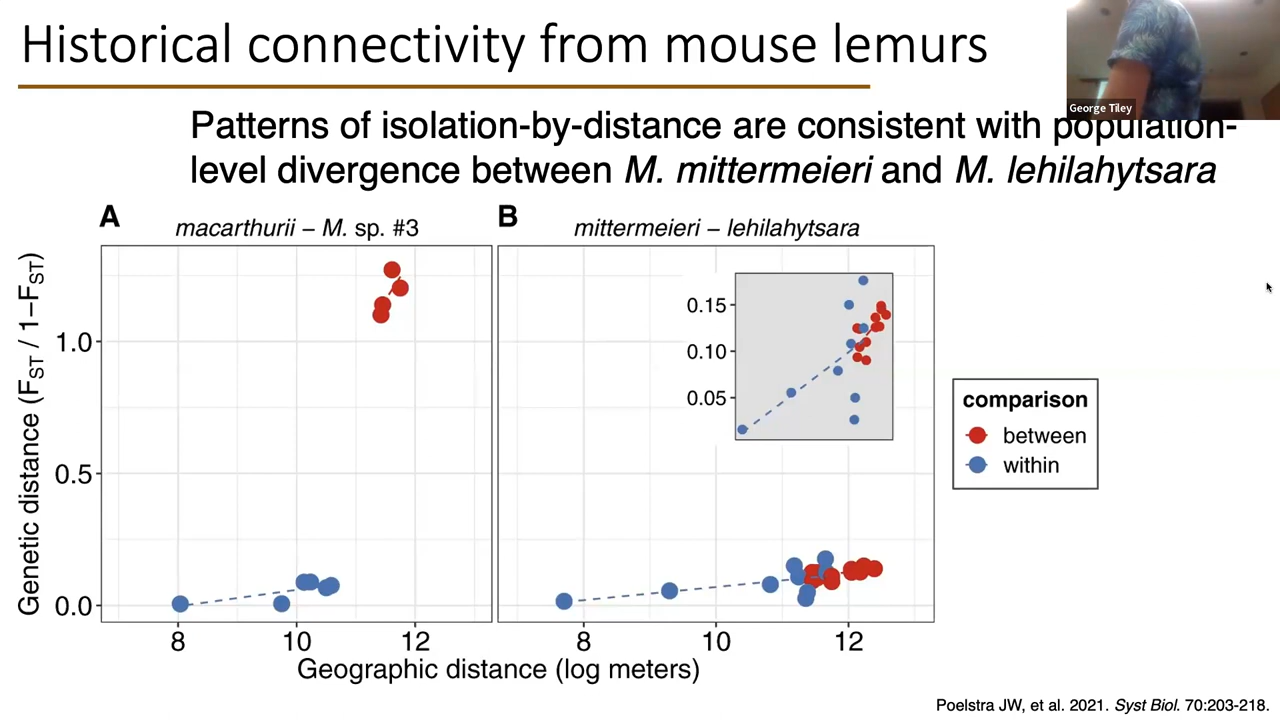 Historical connectivity from mouse lemurs
George Tiley
Patterns of isolation-by-distance are consistent with population-
level divergence between M. mittermeieri and M. lehilahytsara
A
macarthurii – M. sp. #3
B
mittermeieri – lehilahytsara
Genetic distance (FST / 1–FST)
1.0
0.5
0.0
0.15
0.10
0.05
8
10
12
8
10
12
Geographic distance (log meters)
comparison
between
within
Poelstra JW, et al. 2021. Syst Biol. 70:203-218.